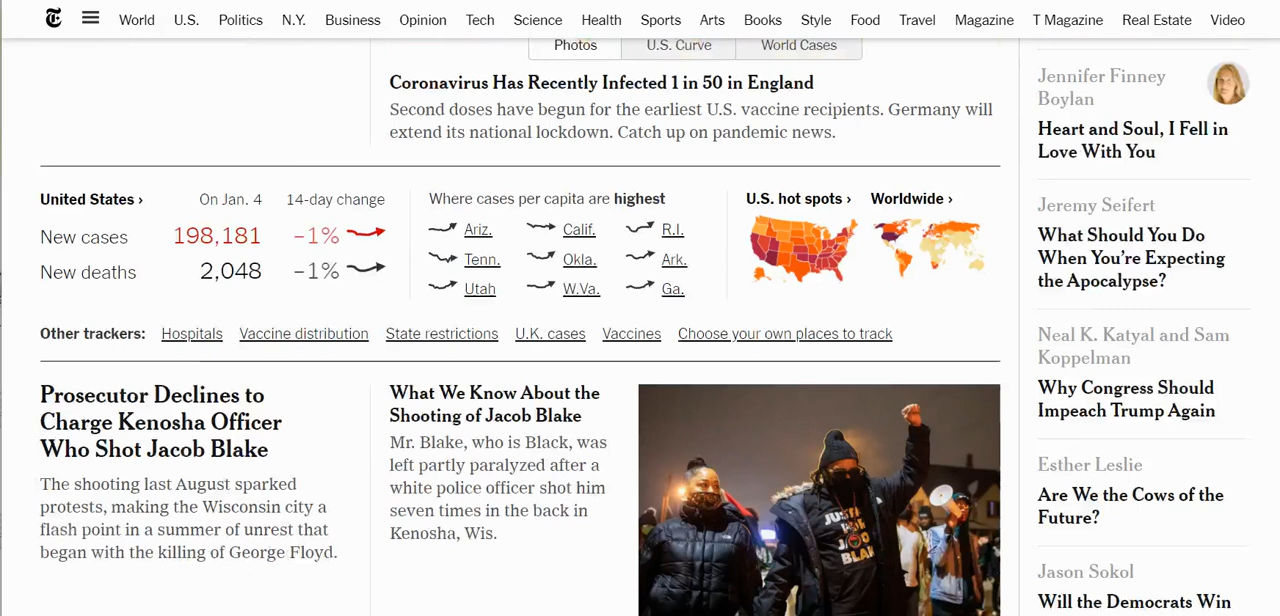 World U.S. Politics N.Y. Business Opinion Tech Science Health Sports Arts Books Style Food Travel Magazine T Magazine Real Estate Video
Photos U.S. Curve World Cases
Coronavirus Has Recently Infected 1 in 50 in England
Second doses have begun for the earliest U.S. vaccine recipients. Germany will
extend its national lockdown. Catch up on pandemic news.
United States › On Jan. 4 14-day change
New cases 198,181 –1%
New deaths 2,048 –1%
Where cases per capita are highest
Ariz. Calif. R.I.
Tenn. Okla. Ark.
Utah W.Va. Ga.
U.S. hot spots › Worldwide ›
Other trackers: Hospitals Vaccine distribution State restrictions U.K. cases Vaccines Choose your own places to track
Prosecutor Declines to
Charge Kenosha Officer
Who Shot Jacob Blake
The shooting last August sparked
protests, making the Wisconsin city a
flash point in a summer of unrest that
began with the killing of George Floyd.
What We Know About the
Shooting of Jacob Blake
Mr. Blake, who is Black, was
left partly paralyzed after a
white police officer shot him
seven times in the back in
Kenosha, Wis.
Jennifer Finney
Boylan
Heart and Soul, I Fell in
Love With You
Jeremy Seifert
What Should You Do
When You’re Expecting
the Apocalypse?
Neal K. Katyal and Sam
Koppelman
Why Congress Should
Impeach Trump Again
Esther Leslie
Are We the Cows of the
Future?
Jason Sokol
Will the Democrats Win